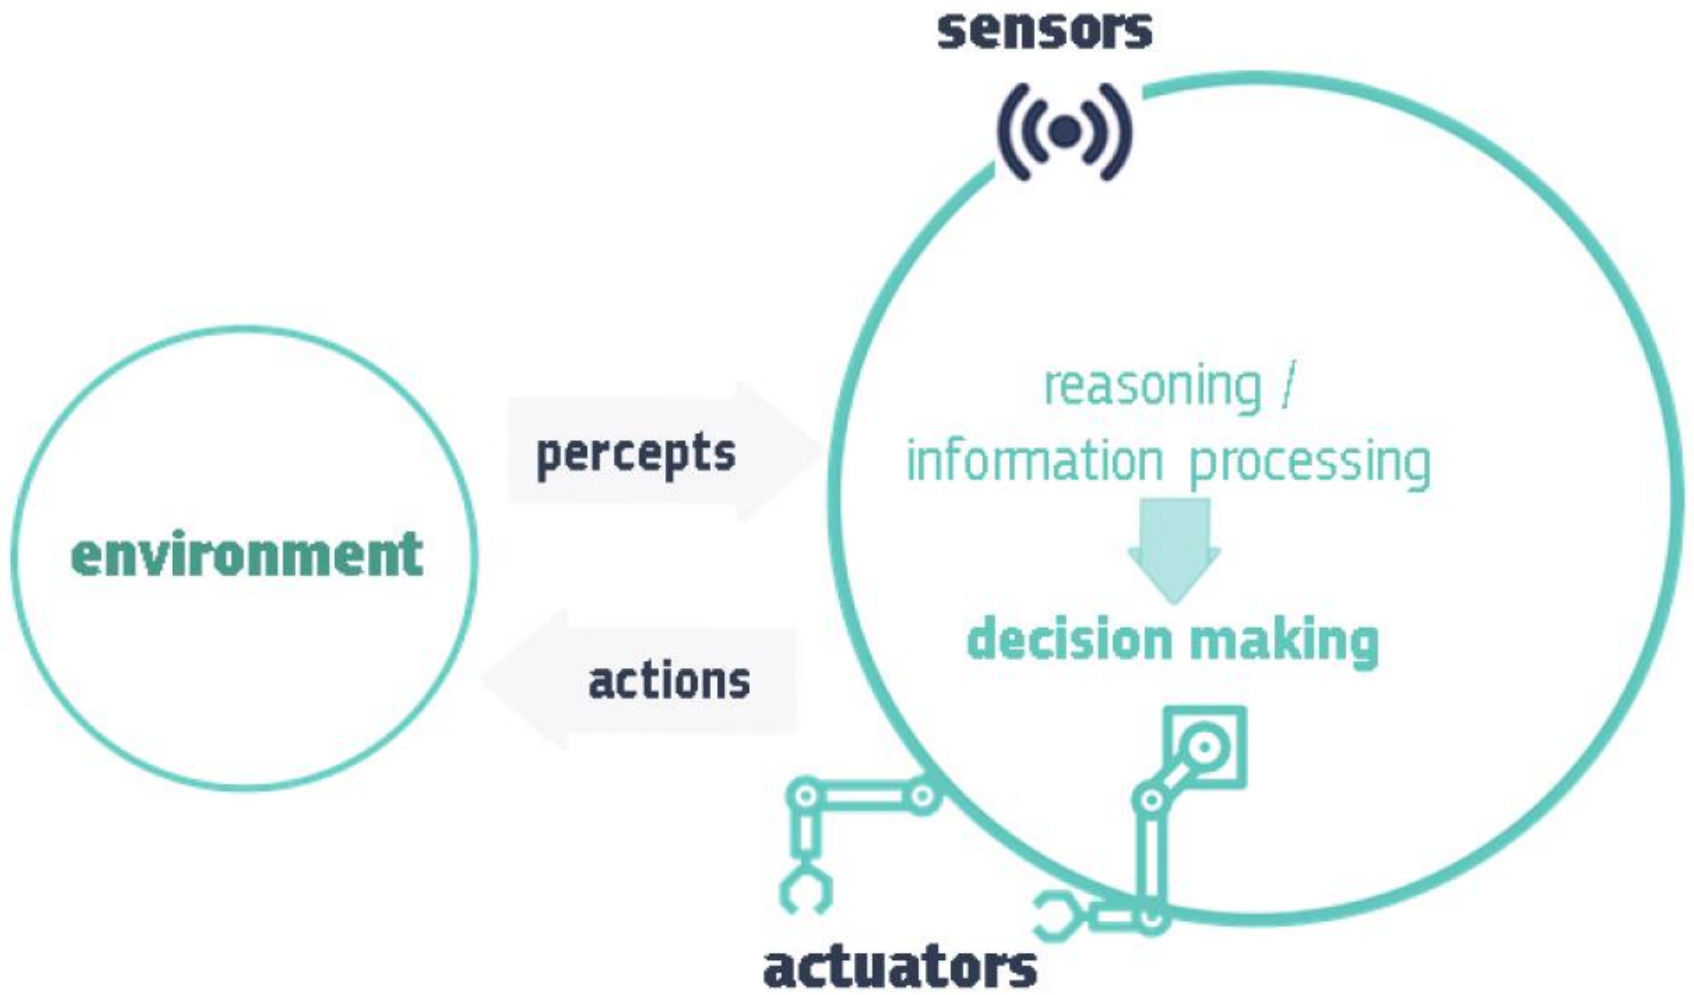 sensors
reasoning /
information processing
percepts
environment
decision making
actions
actuators